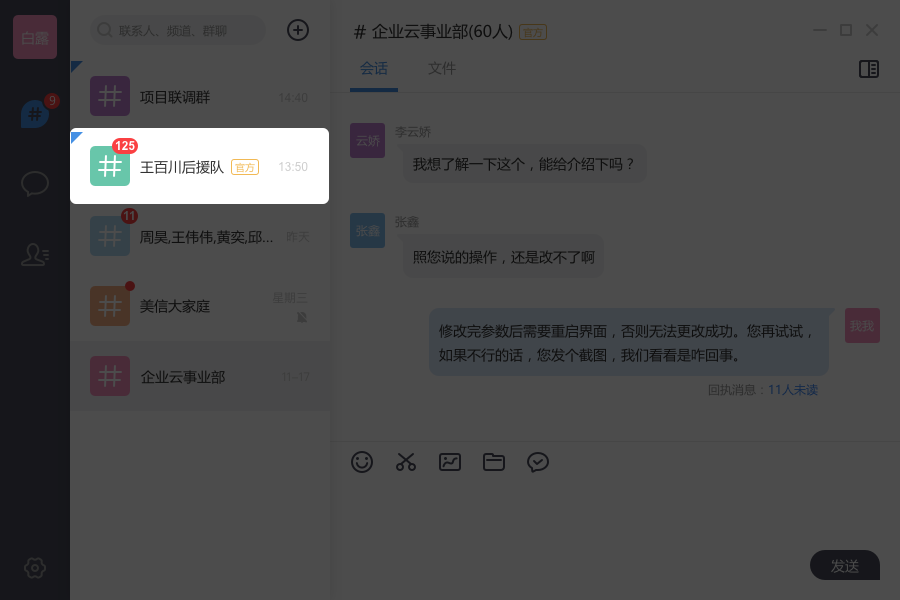 白露
9
联系人、频道、群聊
项目联调群
14:40
125
王百川后援队
官方
13:50
11
周昊,王伟伟,黄奕,邱...
昨天
美信大家庭
星期三
企业云事业部
11-17
# 企业云事业部(60人)
官方
会话
文件
云娇
李云娇
我想了解一下这个，能给介绍下吗？
张鑫
张鑫
照您说的操作，还是改不了啊
修改完参数后需要重启界面，否则无法更改成功。您再试试，
如果不行的话，您发个截图，我们看看是咋回事。
我我
回执消息：11人未读
发送